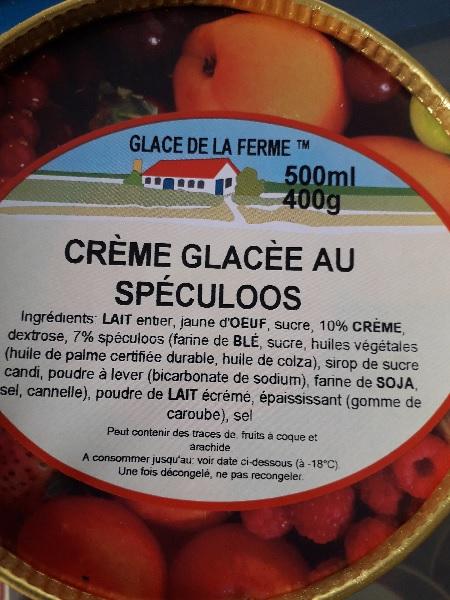 GLACE DE LA FERME ™
500ml
400g
CRÈME GLACÈE AU
SPÉCULOOS
Ingrédients: LAIT entier, jaune d'OEUF, sucre, 10% CRÈME,
dextrose, 7% spéculoos (farine de BLÉ, sucre, huiles végétales
(huile de palme certifiée durable, huile de colza), sirop de sucre
candi, poudre à lever (bicarbonate de sodium), farine de SOJA,
sel, cannelle), poudre de LAIT écrémé, épaississant (gomme de
caroube), sel
Peut contenir des traces de fruits à coque et
arachide
A consommer jusqu'au: voir date ci-dessous (à -18°C).
Une fois décongelé, ne pas recongeler.